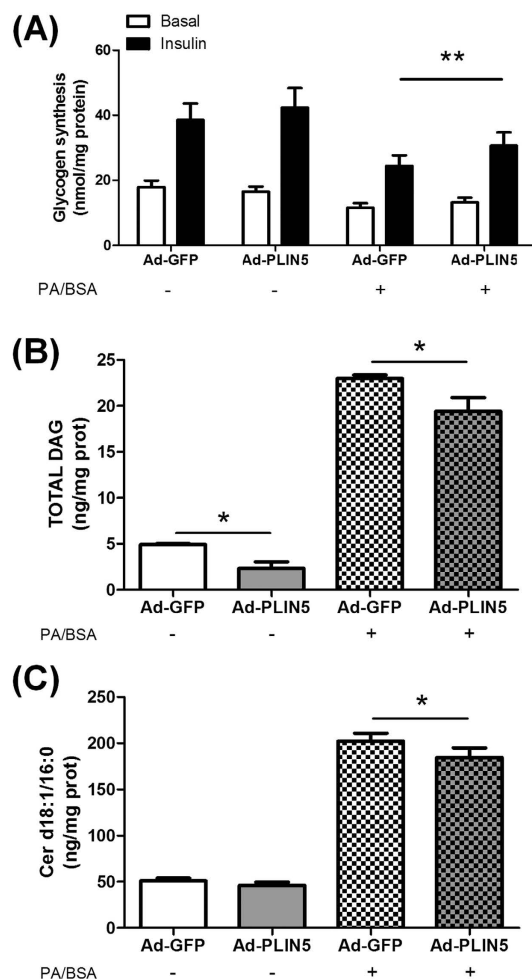 (A)
Basal
Insulin
Glycogen synthesis
(nmol/mg protein)
60
40
20
0
**
Ad-GFP Ad-PLIN5 Ad-GFP Ad-PLIN5
PA/BSA - - + +
(B)
TOTAL DAG
(ng/mg prot)
25
20
15
10
5
0
*
*
Ad-GFP Ad-PLIN5 Ad-GFP Ad-PLIN5
PA/BSA - - + +
(C)
Cer d18:1/16:0
(ng/mg prot)
250
200
150
100
50
0
*
Ad-GFP Ad-PLIN5 Ad-GFP Ad-PLIN5
PA/BSA - - + +